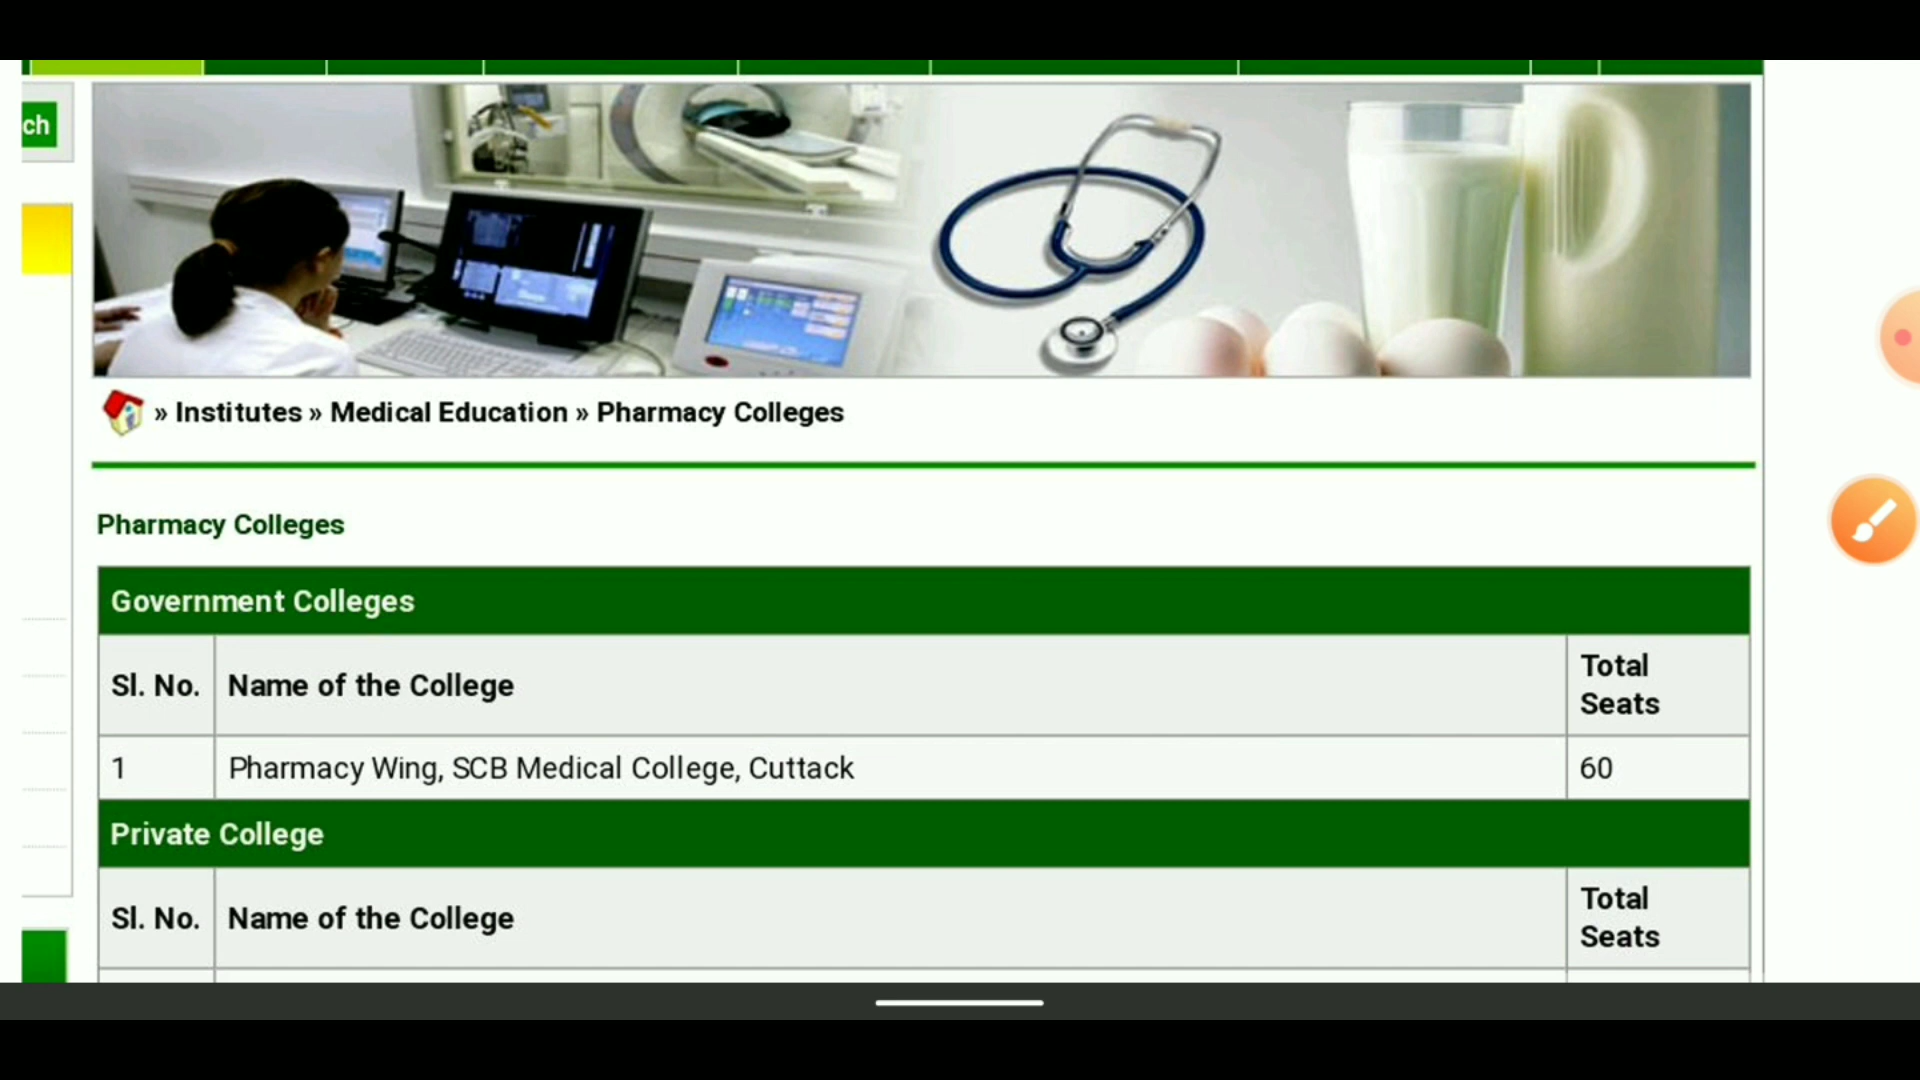 ch
» Institutes » Medical Education » Pharmacy Colleges
Pharmacy Colleges
Government Colleges
Sl. No. Name of the College Total Seats
1 Pharmacy Wing, SCB Medical College, Cuttack 60
Private College
Sl. No. Name of the College Total Seats